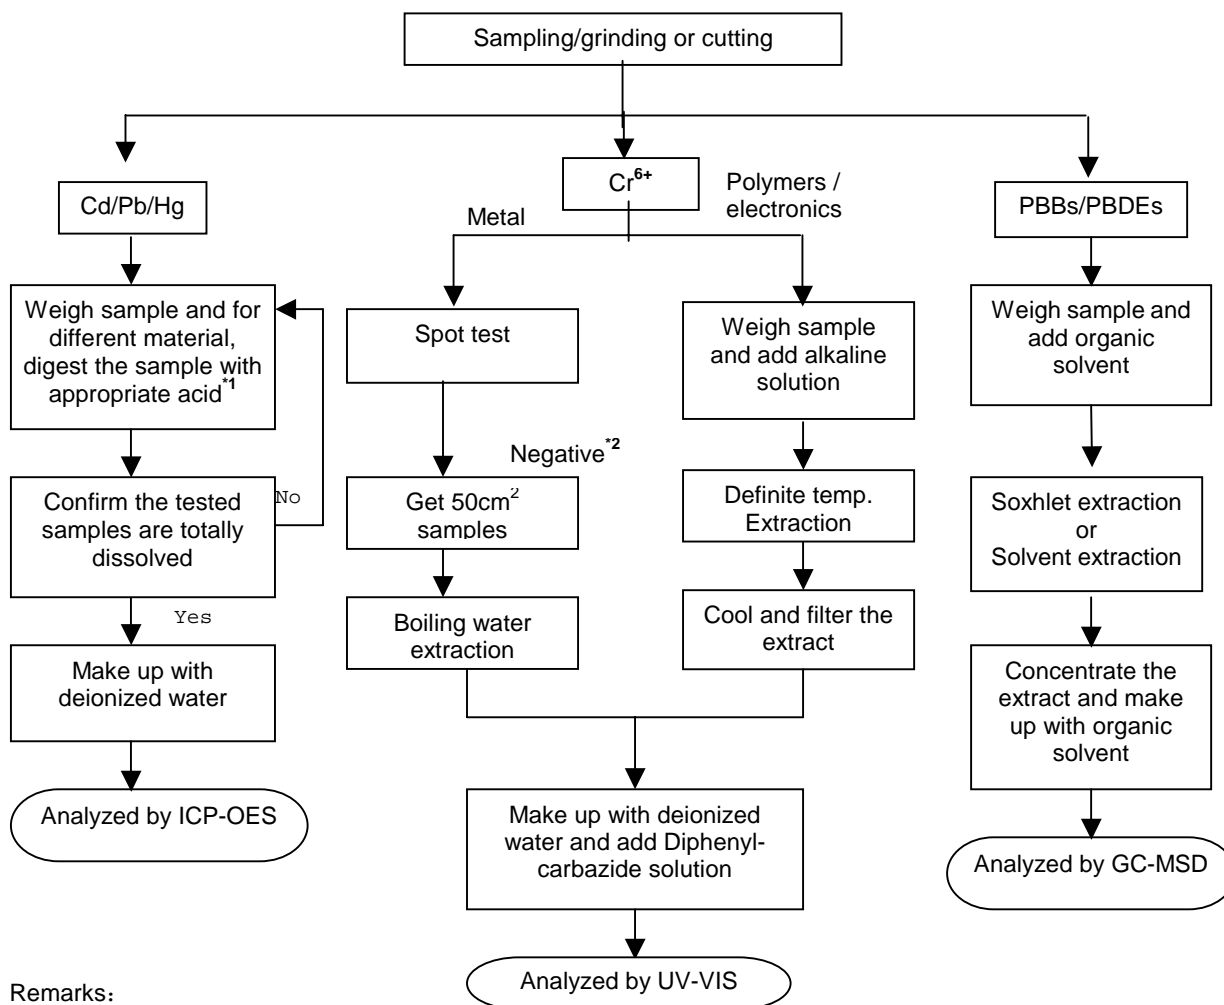 Sampling/grinding or cutting
Cd/Pb/Hg
Weigh sample and for
different material,
digest the sample with
appropriate acid*1
No
Confirm the tested
samples are totally
dissolved
Yes
Make up with
deionized water
Analyzed by ICP-OES
Cr6+
Metal
Spot test
Negative*2
Get 50cm2
samples
Boiling water
extraction
Polymers /
electronics
Weigh sample
and add alkaline
solution
Definite temp.
Extraction
Cool and filter the
extract
Make up with deionized
water and add Diphenyl-
carbazide solution
Analyzed by UV-VIS
PBBs/PBDEs
Weigh sample and
add organic
solvent
Soxhlet extraction
or
Solvent extraction
Concentrate the
extract and make
up with organic
solvent
Analyzed by GC-MSD
Remarks：